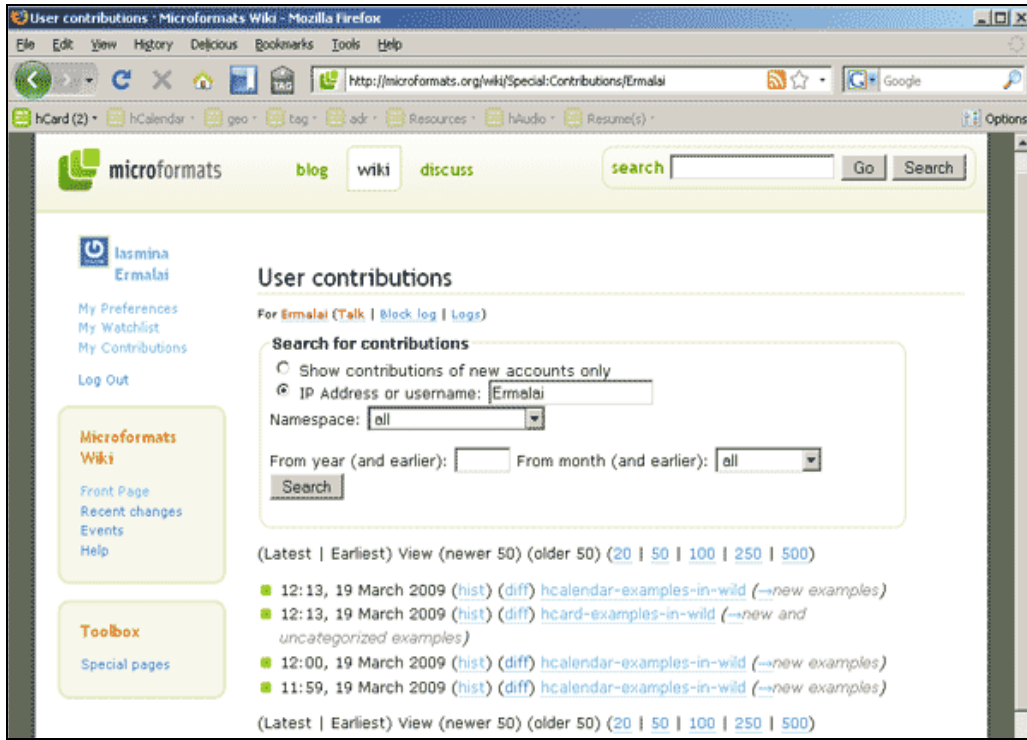 User contributions · Microformats Wiki - Mozilla Firefox
File Edit View History Delicious Bookmarks Tools Help
TAG http://microformats.org/wiki/Special:Contributions/Ermalai Google
hCard (2) hCalendar geo tag adr Resources hAudio Resume(s) Options
microformats blog wiki discuss search Go Search
Iasmina
Ermalai
My Preferences
My Watchlist
My Contributions
Log Out
Microformats
Wiki
Front Page
Recent changes
Events
Help
Toolbox
Special pages
User contributions
For Ermalai (Talk | Block log | Logs)
Search for contributions
Show contributions of new accounts only
IP Address or username: Ermalai
Namespace: all
From year (and earlier): From month (and earlier): all
Search
(Latest | Earliest) View (newer 50) (older 50) (20 | 50 | 100 | 250 | 500)
12:13, 19 March 2009 (hist) (diff) hcalendar-examples-in-wild (→new examples)
12:13, 19 March 2009 (hist) (diff) hcard-examples-in-wild (→new and
uncategorized examples)
12:00, 19 March 2009 (hist) (diff) hcalendar-examples-in-wild (→new examples)
11:59, 19 March 2009 (hist) (diff) hcalendar-examples-in-wild (→new examples)
(Latest | Earliest) View (newer 50) (older 50) (20 | 50 | 100 | 250 | 500)